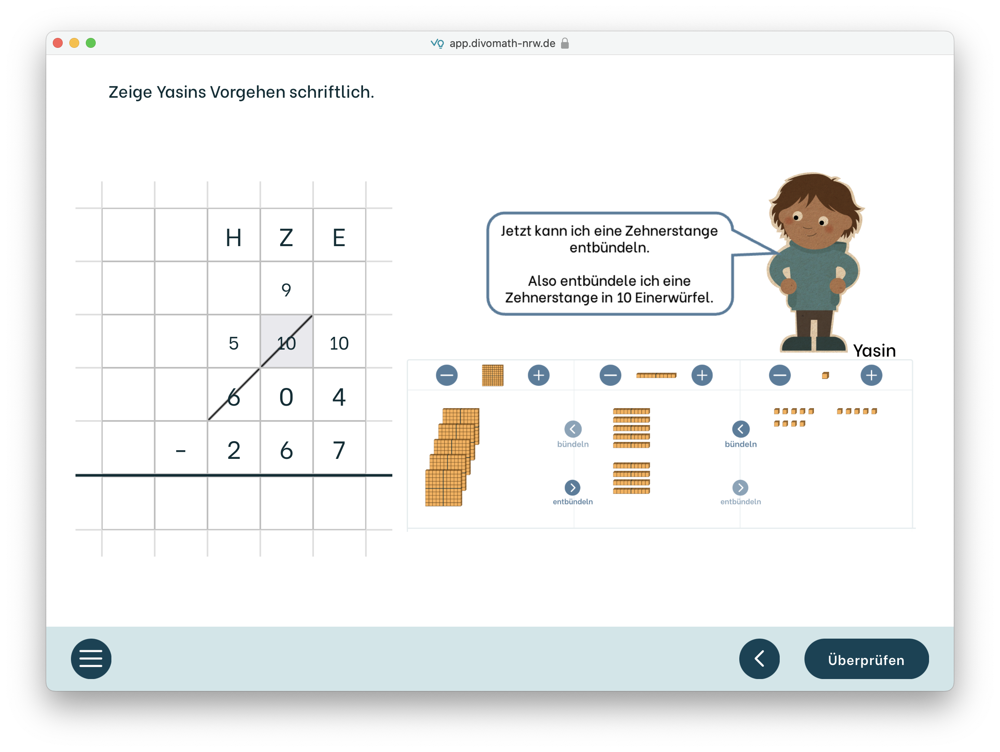 app.divomath-nrw.de
Zeige Yasins Vorgehen schriftlich.
H Z E
9
5 10 10
6 0 4
- 2 6 7
Jetzt kann ich eine Zehnerstange
entbündeln.
Also entbündele ich eine
Zehnerstange in 10 Einerwürfel.
Yasin
bündeln
bündeln
entbündeln
entbündeln
Überprüfen